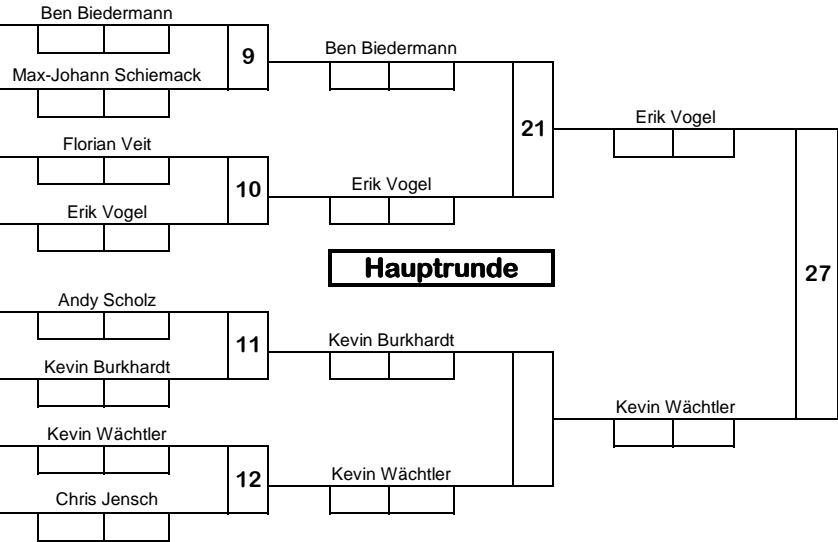 Ben Biedermann
9
Ben Biedermann
Max-Johann Schiemack
21
Erik Vogel
Florian Veit
10
Erik Vogel
Erik Vogel
Hauptrunde
27
Andy Scholz
11
Kevin Burkhardt
Kevin Burkhardt
Kevin Wächtler
Kevin Wächtler
12
Kevin Wächtler
Chris Jensch